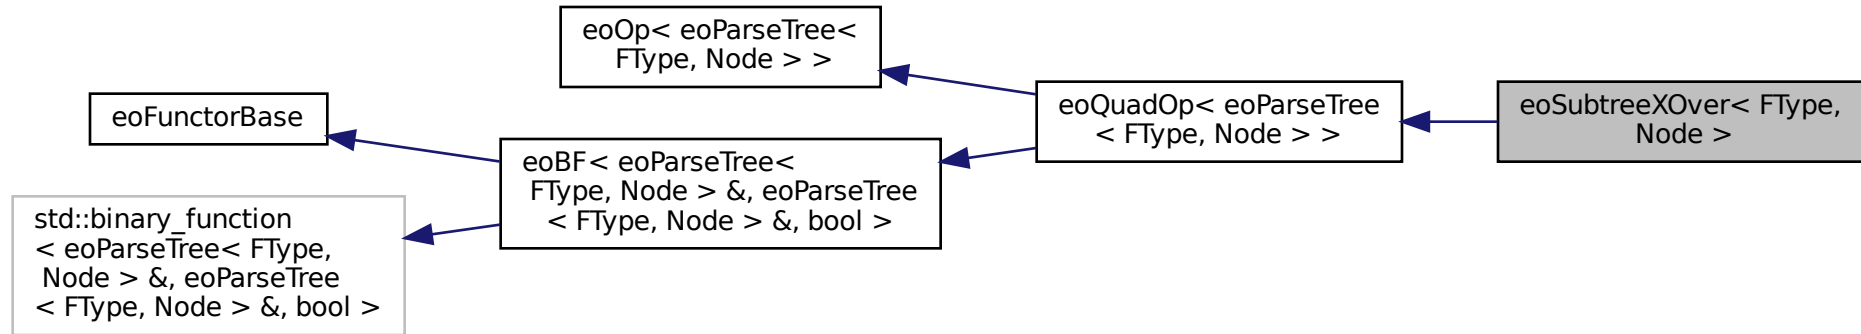 eoOp< eoParseTree<
FType, Node > >
eoFunctorBase
eoQuadOp< eoParseTree
< FType, Node > >
eoSubtreeXOver< FType,
Node >
eoBF< eoParseTree<
FType, Node > &, eoParseTree
< FType, Node > &, bool >
std::binary_function
< eoParseTree< FType,
Node > &, eoParseTree
< FType, Node > &, bool >